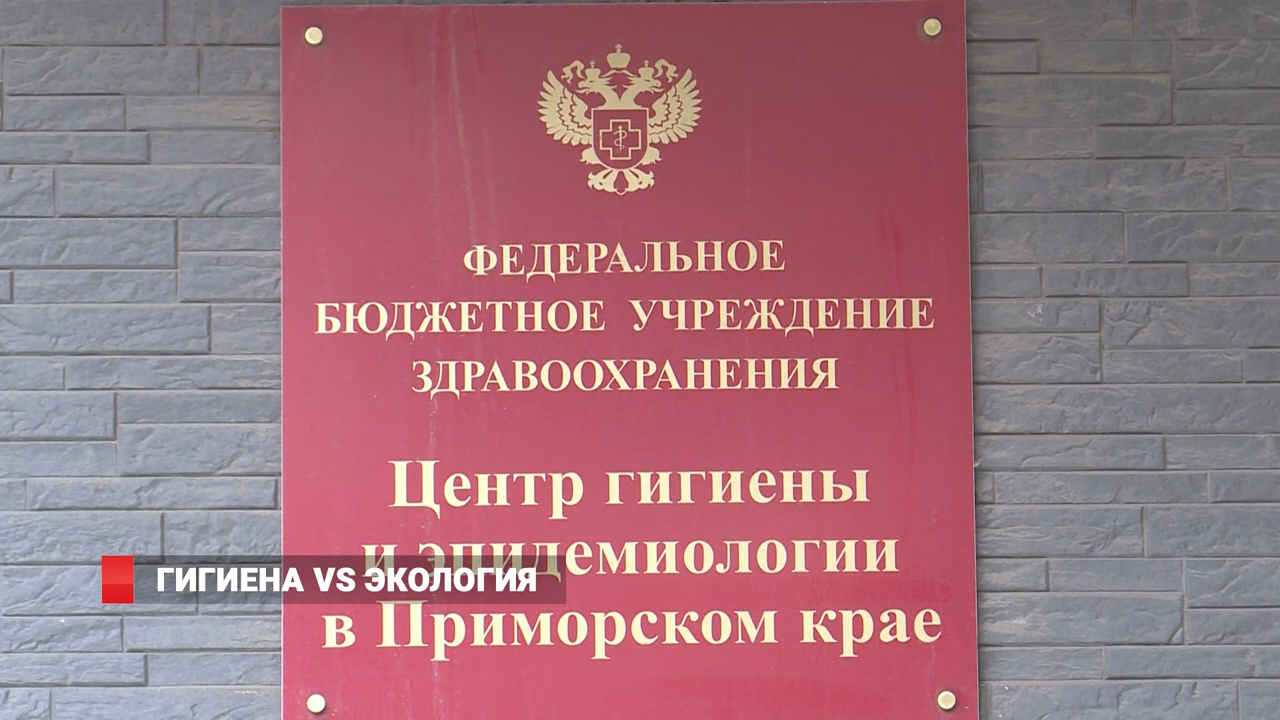 ФЕДЕРАЛЬНОЕ
БЮДЖЕТНОЕ УЧРЕЖДЕНИЕ
ЗДРАВООХРАНЕНИЯ
Центр гигиены
и эпидемиологии
в Приморском крае
ГИГИЕНА VS ЭКОЛОГИЯ